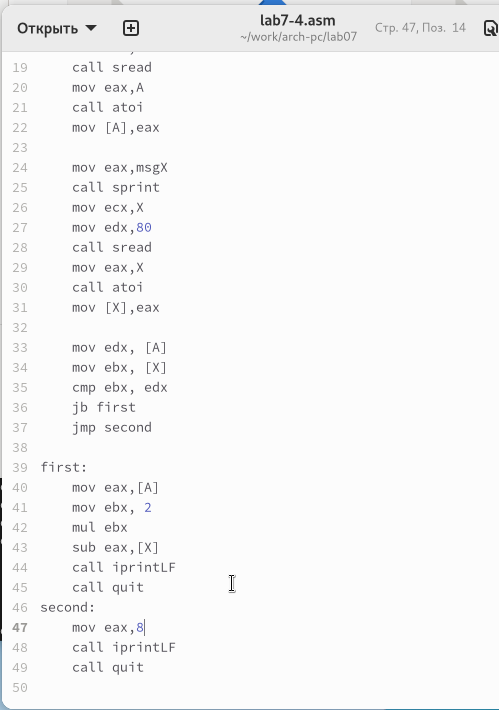 Открыть
lab7-4.asm
~/work/arch-pc/lab07
Стр. 47, Поз. 14
19 call sread
20 mov eax,A
21 call atoi
22 mov [A],eax
23
24 mov eax,msgX
25 call sprint
26 mov ecx,X
27 mov edx,80
28 call sread
29 mov eax,X
30 call atoi
31 mov [X],eax
32
33 mov edx, [A]
34 mov ebx, [X]
35 cmp ebx, edx
36 jb first
37 jmp second
38
39 first:
40 mov eax,[A]
41 mov ebx, 2
42 mul ebx
43 sub eax,[X]
44 call iprintLF
45 call quit
46 second:
47 mov eax,8
48 call iprintLF
49 call quit
50